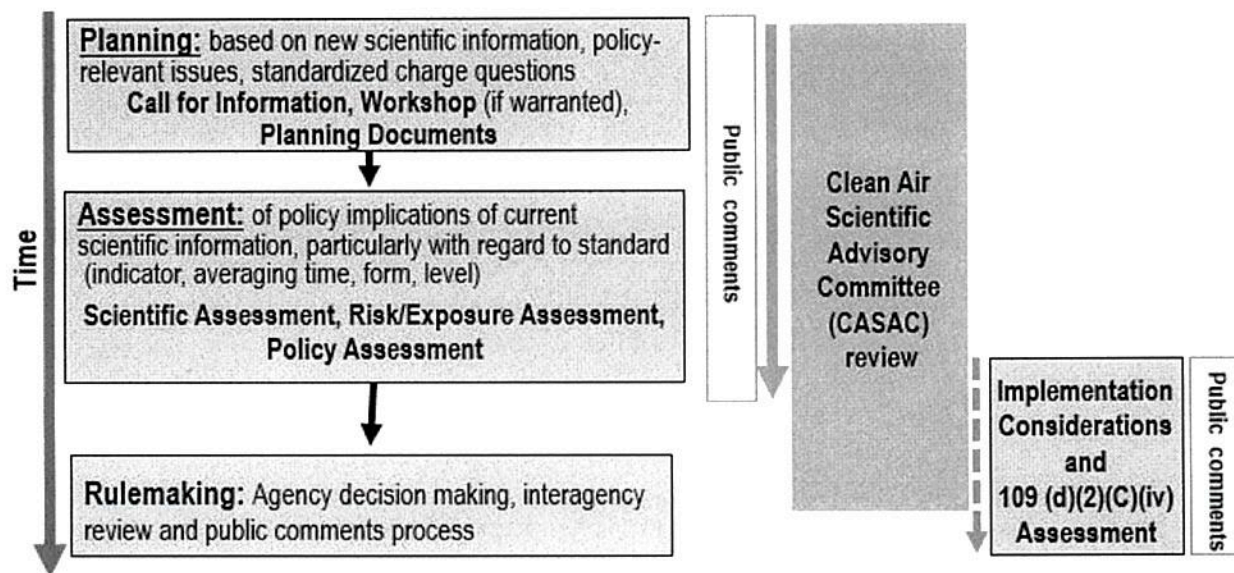 Time
Planning: based on new scientific information, policy-
relevant issues, standardized charge questions
Call for Information, Workshop (if warranted),
Planning Documents
Assessment: of policy implications of current
scientific information, particularly with regard to standard
(indicator, averaging time, form, level)
Scientific Assessment, Risk/Exposure Assessment,
Policy Assessment
Rulemaking: Agency decision making, interagency
review and public comments process
Public comments
Clean Air
Scientific
Advisory
Committee
(CASAC)
review
Implementation
Considerations
and
109 (d)(2)(C)(iv)
Assessment
Public comments